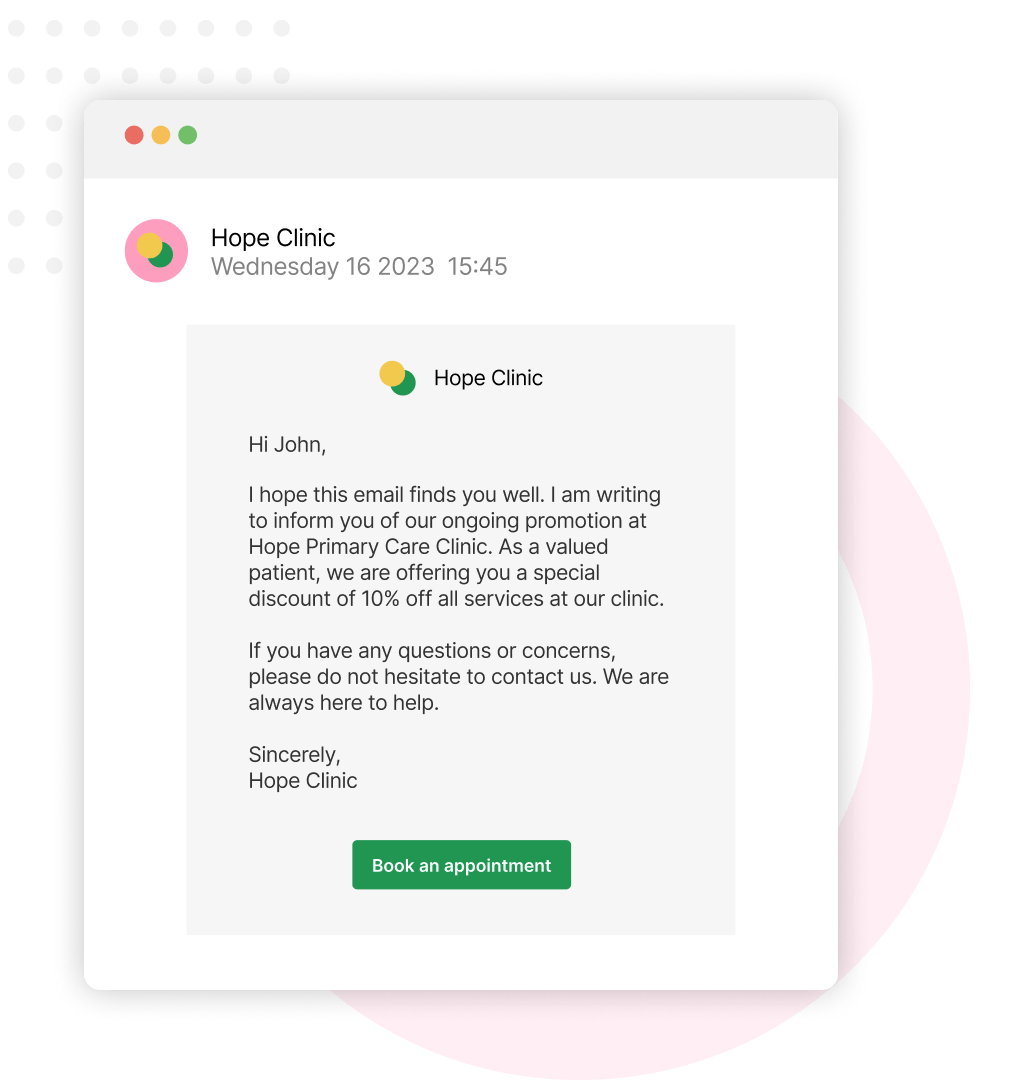 Hope Clinic
Wednesday 16 2023  15:45
Hope Clinic
Hi John,
I hope this email finds you well. I am writing
to inform you of our ongoing promotion at
Hope Primary Care Clinic. As a valued
patient, we are offering you a special
discount of 10% off all services at our clinic.
If you have any questions or concerns,
please do not hesitate to contact us. We are
always here to help.
Sincerely,
Hope Clinic
Book an appointment